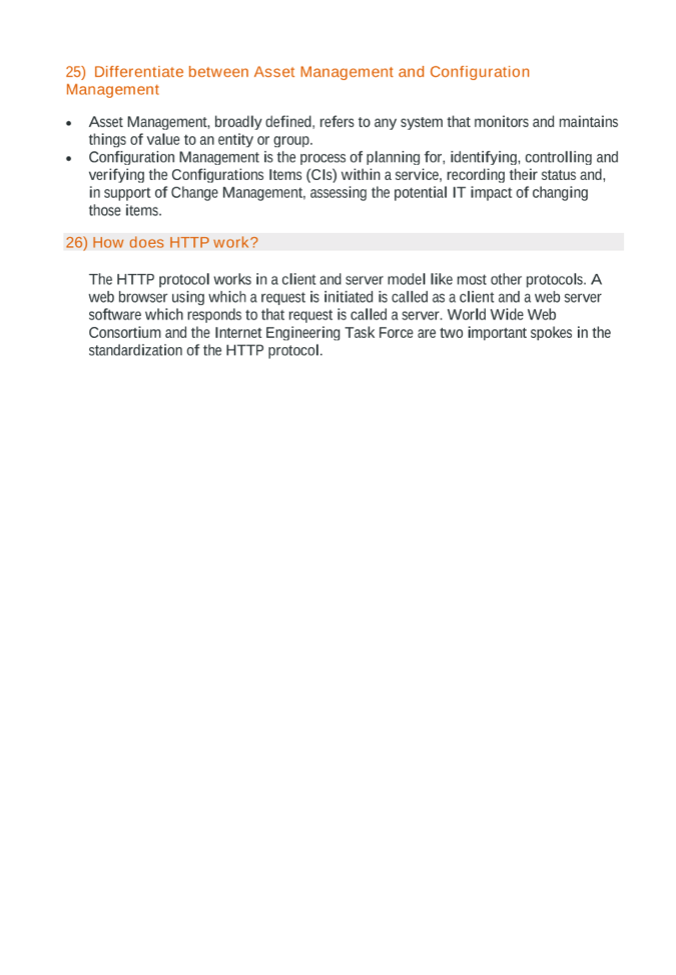 25) Differentiate between Asset Management and Configuration
Management
• Asset Management, broadly defined, refers to any system that monitors and maintains
things of value to an entity or group.
• Configuration Management is the process of planning for, identifying, controlling and
verifying the Configurations Items (CIs) within a service, recording their status and,
in support of Change Management, assessing the potential IT impact of changing
those items.
26) How does HTTP work?
The HTTP protocol works in a client and server model like most other protocols. A
web browser using which a request is initiated is called as a client and a web server
software which responds to that request is called a server. World Wide Web
Consortium and the Internet Engineering Task Force are two important spokes in the
standardization of the HTTP protocol.